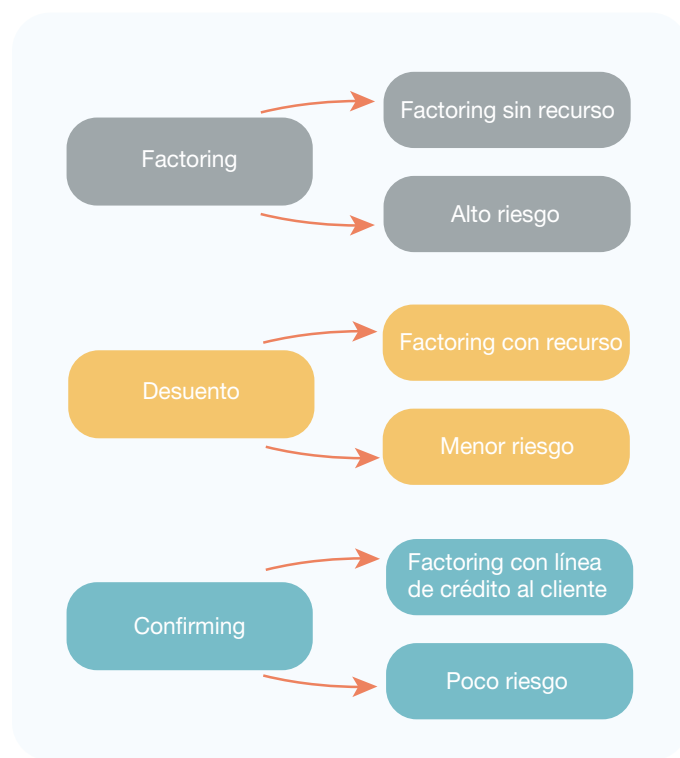 Factoring
Factoring sin recurso
Alto riesgo
Desuento
Factoring con recurso
Menor riesgo
Confirming
Factoring con línea
de crédito al cliente
Poco riesgo